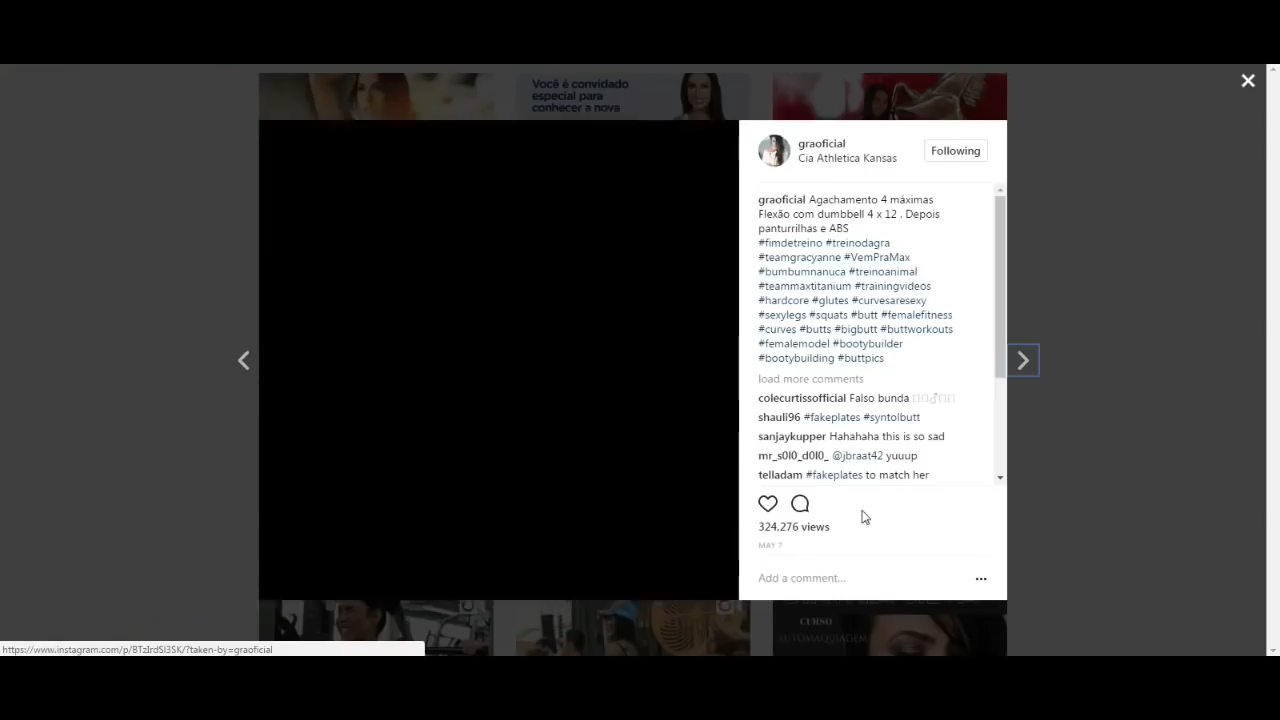 Você é convidado
especial para
conhecer a nova
graoficial
Cia Athletica Kansas
Following
graoficial Agachamento 4 máximas
Flexão com dumbbell 4 x 12 . Depois
panturrilhas e ABS
#fimdetreino #treinodagra
#teamgracyanne #VemPraMax
#bumbumnanuca #treinoanimal
#teammaxtitanium #trainingvideos
#hardcore #glutes #curvesaresexy
#sexylegs #squats #butt #femalefitness
#curves #butts #bigbutt #buttworkouts
#femalemodel #bootybuilder
#bootybuilding #buttpics
load more comments
colecurtissofficial Falso bunda
shauli96 #fakeplates #syntolbutt
sanjaykupper Hahahaha this is so sad
mr_s0l0_d0l0_ @jbraat42 yuuup
telladam #fakeplates to match her
324,276 views
MAY 7
Add a comment...
CURSO
AUTOMAQUIAGEM
https://www.instagram.com/p/BTzIrdSl3SK/?taken-by=graoficial